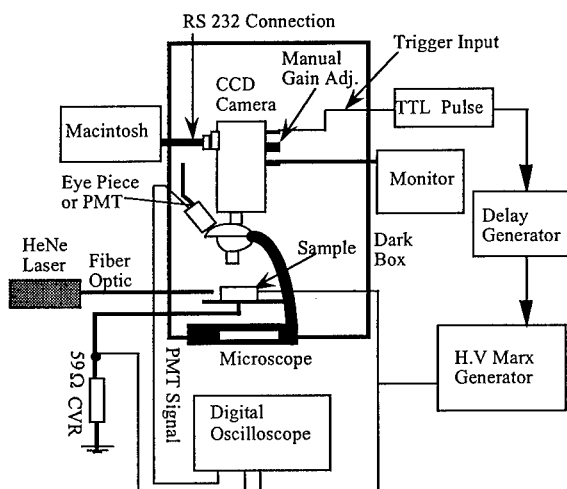 RS 232 Connection
Trigger Input
Manual
Gain Adj.
CCD
Camera
TTL Pulse
Macintosh
Monitor
Eye Piece
or PMT
Delay
Generator
HeNe
Laser
Fiber
Optic
Sample
Dark
Box
Microscope
H.V Marx
Generator
59Ω CVR
PMT Signal
Digital
Oscilloscope